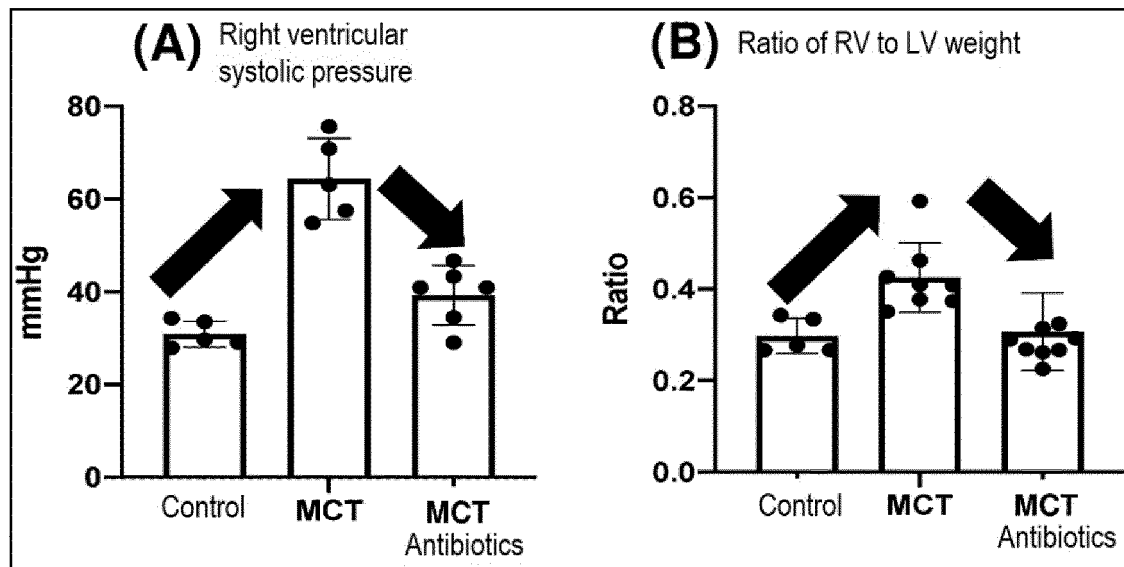 (A) Right ventricular
systolic pressure
80
60
40
20
0
mmHg
Control
MCT
MCT
Antibiotics
(B) Ratio of RV to LV weight
0.8
0.6
0.4
0.2
0.0
Ratio
Control
MCT
MCT
Antibiotics